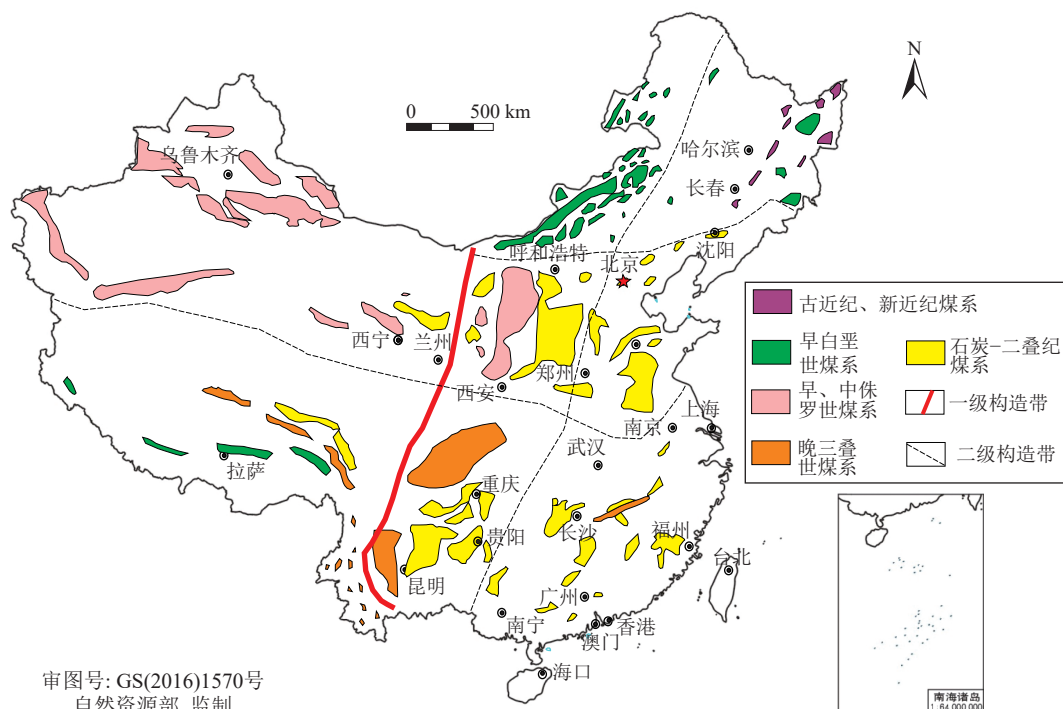 N
0 500 km
乌鲁木齐
哈尔滨
长春
沈阳
呼和浩特
北京
西宁
兰州
西安
郑州
拉萨
南京
上海
武汉
重庆
贵阳
长沙
福州
台北
昆明
广州
南宁
香港
澳门
海口
古近纪、新近纪煤系
早白垩
世煤系
石炭-二叠纪
煤系
早、中侏
罗世煤系
一级构造带
晚三叠
世煤系
二级构造带
南海诸岛
1:64 000 000
审图号: GS(2016)1570号
自然资源部 监制